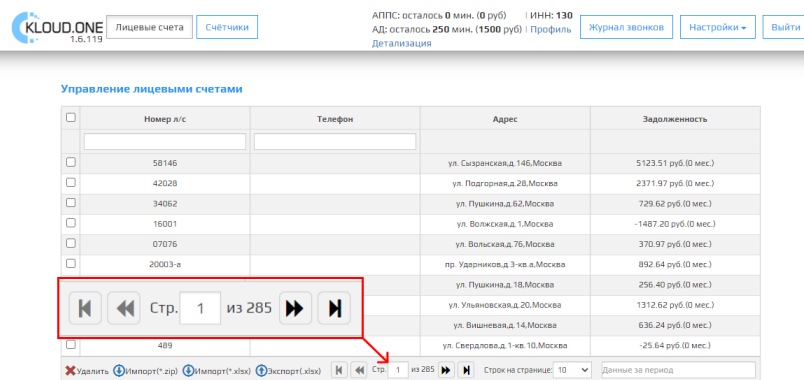 KLOUD.ONE
1.6.119
Лицевые счета
Счётчики
АППС: осталось 0 мин. (0 руб)
АД: осталось 250 мин. (1500 руб)
Детализация
| ИНН: 130
| Профиль
Журнал звонков
Настройки
Выйти
Управление лицевыми счетами
Номер л/с Телефон Адрес Задолженность
58146 ул. Сызранская,д.146,Москва 5123.51 руб.(0 мес.)
42028 ул. Подгорная,д.28,Москва 2371.97 руб.(0 мес.)
34062 ул. Пушкина,д.62,Москва 729.62 руб.(0 мес.)
16001 ул. Волжская,д.1,Москва -1487.20 руб.(0 мес.)
07076 ул. Вольская,д.76,Москва 370.97 руб.(0 мес.)
20003-а пр. Ударников,д.3-кв.а,Москва 892.64 руб.(0 мес.)
ул. Пушкина,д.18,Москва 256.40 руб.(0 мес.)
ул. Ульяновская,д.20,Москва 1312.62 руб.(0 мес.)
ул. Вишневая,д.14,Москва 636.24 руб.(0 мес.)
489 ул. Свердлова,д.1-кв.10,Москва -25.64 руб.(0 мес.)
Стр. 1 из 285
Удалить Импорт(*.zip) Импорт(*.xlsx) Экспорт(.xlsx) Стр. 1 из 285 Строк на странице: 10 Данные за период